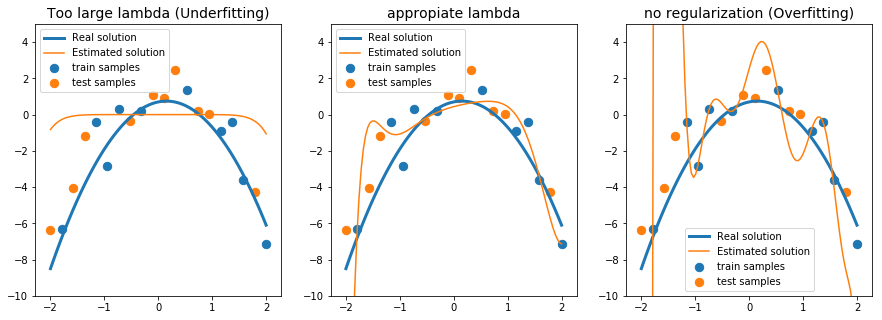 Too large lambda (Underfitting)
4
2
0
−2
−4
−6
−8
−10
−2
−1
0
1
2
Real solution
Estimated solution
train samples
test samples
appropiate lambda
4
2
0
−2
−4
−6
−8
−10
−2
−1
0
1
2
Real solution
Estimated solution
train samples
test samples
no regularization (Overfitting)
4
2
0
−2
−4
−6
−8
−10
−2
−1
0
1
2
Real solution
Estimated solution
train samples
test samples